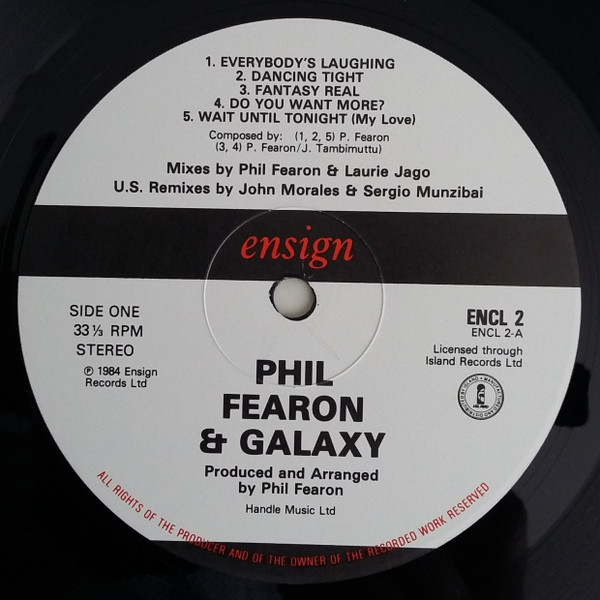 1. EVERYBODY'S LAUGHING
2. DANCING TIGHT
3. FANTASY REAL
4. DO YOU WANT MORE?
5. WAIT UNTIL TONIGHT (My Love)
Composed by: (1, 2, 5) P. Fearon
(3, 4) P. Fearon/J. Tambimuttu)
Mixes by Phil Fearon & Laurie Jago
U.S. Remixes by John Morales & Sergio Munzibai
ensign
SIDE ONE
33⅓ RPM
STEREO
℗ 1984 Ensign
Records Ltd
ENCL 2
ENCL 2-A
Licensed through
Island Records Ltd
PHIL
FEARON
& GALAXY
Produced and Arranged
by Phil Fearon
Handle Music Ltd
ALL RIGHTS OF THE PRODUCER AND OF THE OWNER OF THE RECORDED WORK RESERVED